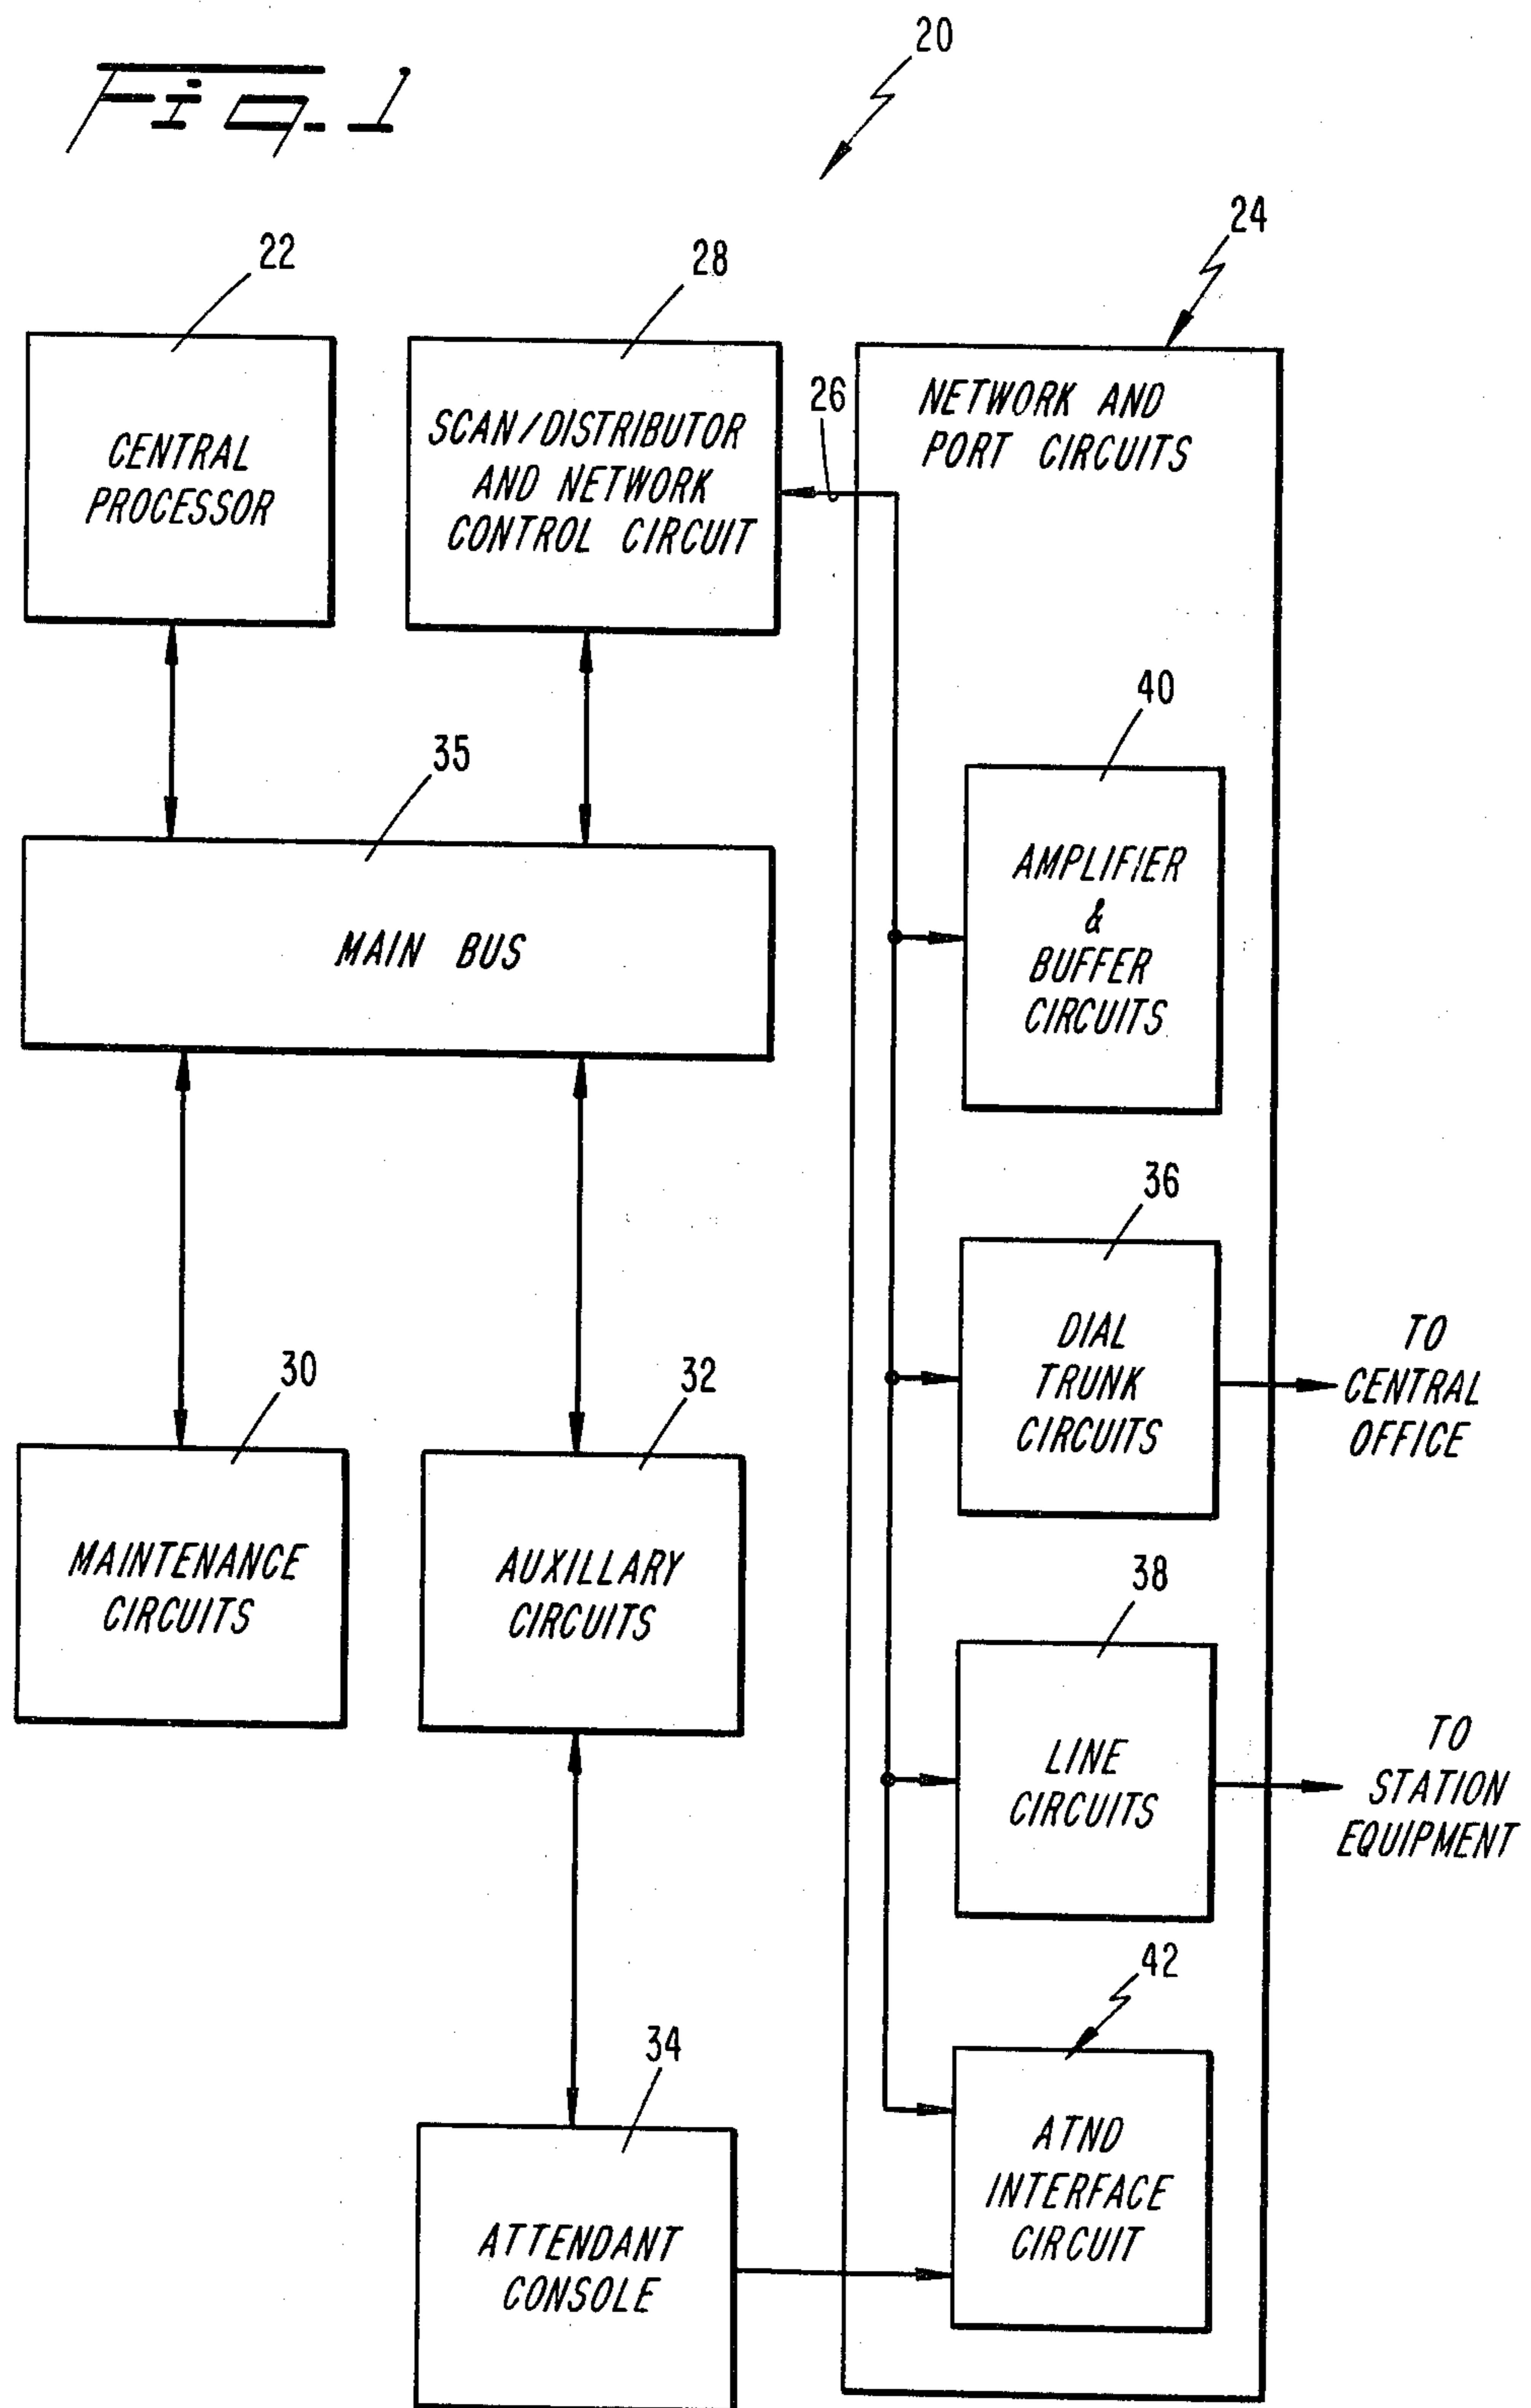 Fig. 1
20
24
22
28
26
NETWORK AND
PORT CIRCUITS
CENTRAL
PROCESSOR
SCAN/DISTRIBUTOR
AND NETWORK
CONTROL CIRCUIT
40
35
AMPLIFIER
&
BUFFER
CIRCUITS
MAIN BUS
36
DIAL
TRUNK
CIRCUITS
TO
CENTRAL
OFFICE
30
32
MAINTENANCE
CIRCUITS
AUXILLARY
CIRCUITS
38
LINE
CIRCUITS
TO
STATION
EQUIPMENT
42
34
ATND
INTERFACE
CIRCUIT
ATTENDANT
CONSOLE